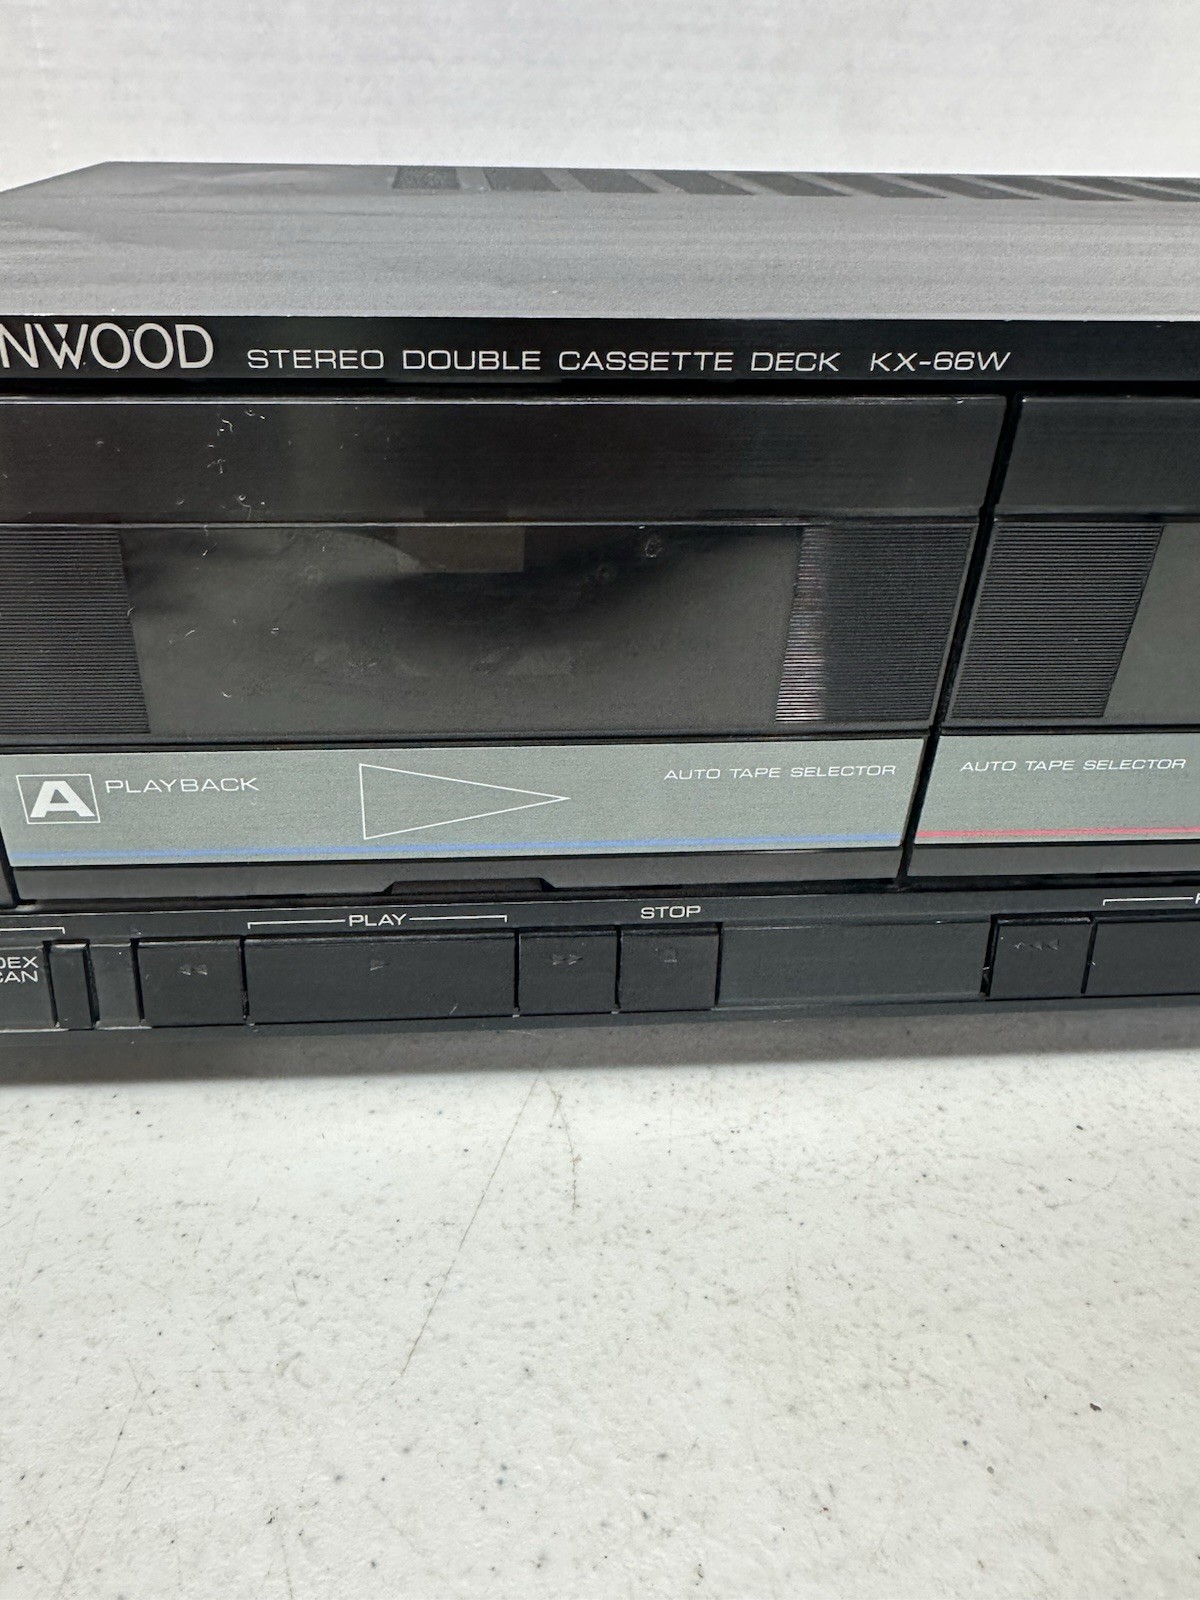 NWOOD STEREO DOUBLE CASSETTE DECK KX-66W
A PLAYBACK AUTO TAPE SELECTOR
AUTO TAPE SELECTOR
PLAY STOP
DEX
CAN